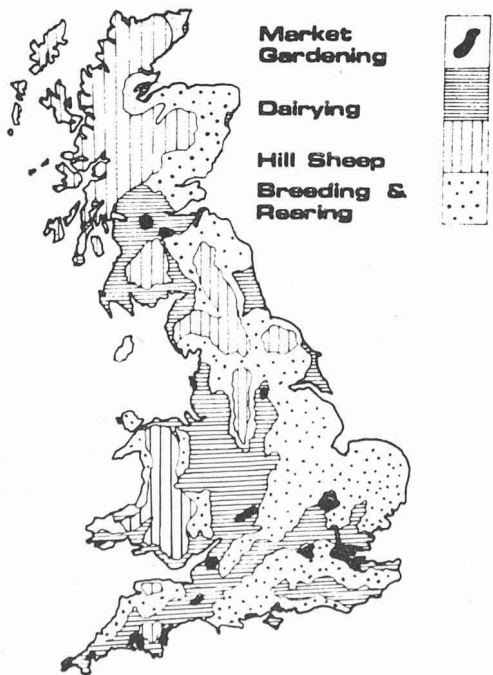 Market
Gardening
Dairying
Hill Sheep
Breeding &
Rearing